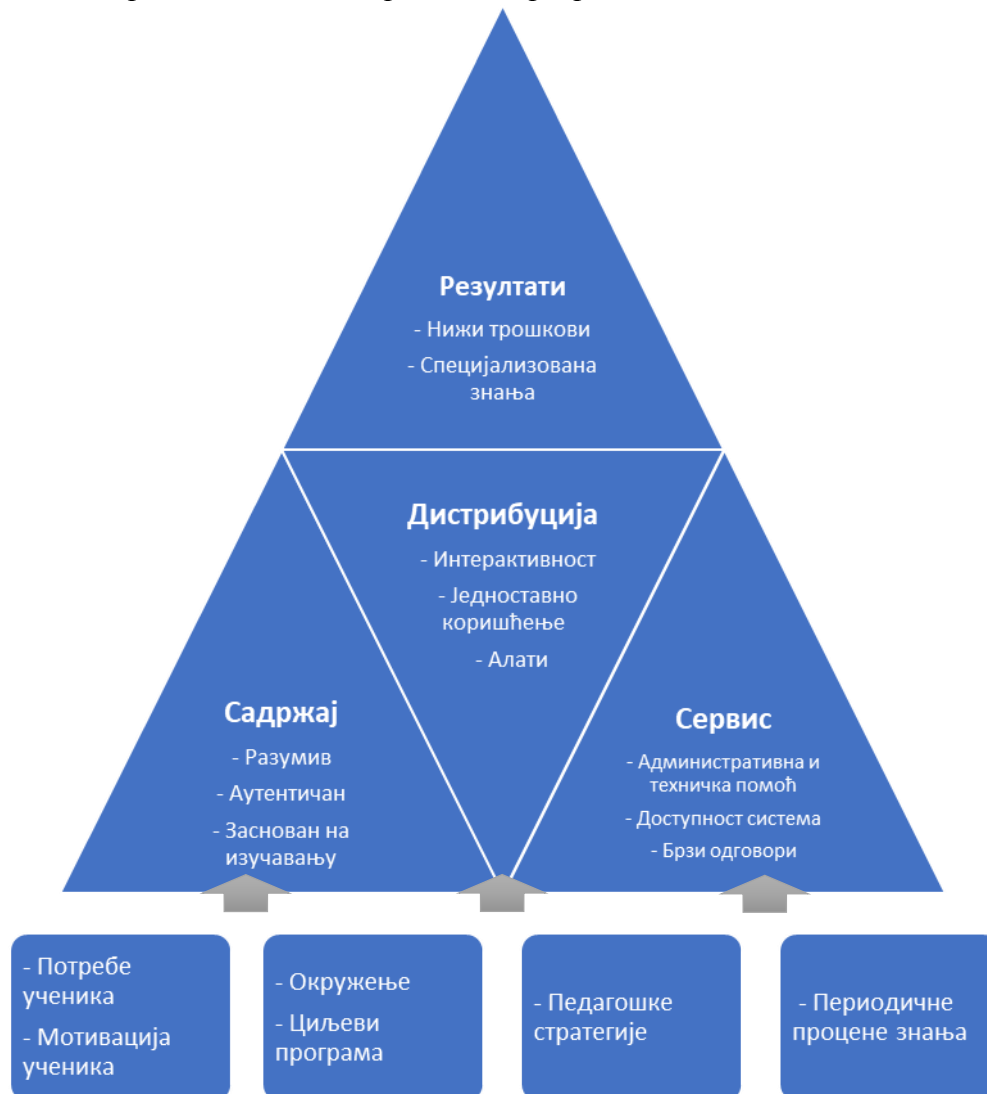 Резултати
- Нижи трошкови
- Специјализована
знања
Дистрибуција
- Интерактивност
- Једноставно
коришћење
- Алати
Садржај
- Разумив
- Аутентичан
- Заснован на
изучавању
Сервис
- Административна и
техничка помоћ
- Доступност система
- Брзи одговори
- Потребе
ученика
- Мотивација
ученика
- Окружење
- Циљеви
програма
- Педагошке
стратегије
- Периодичне
процене знања